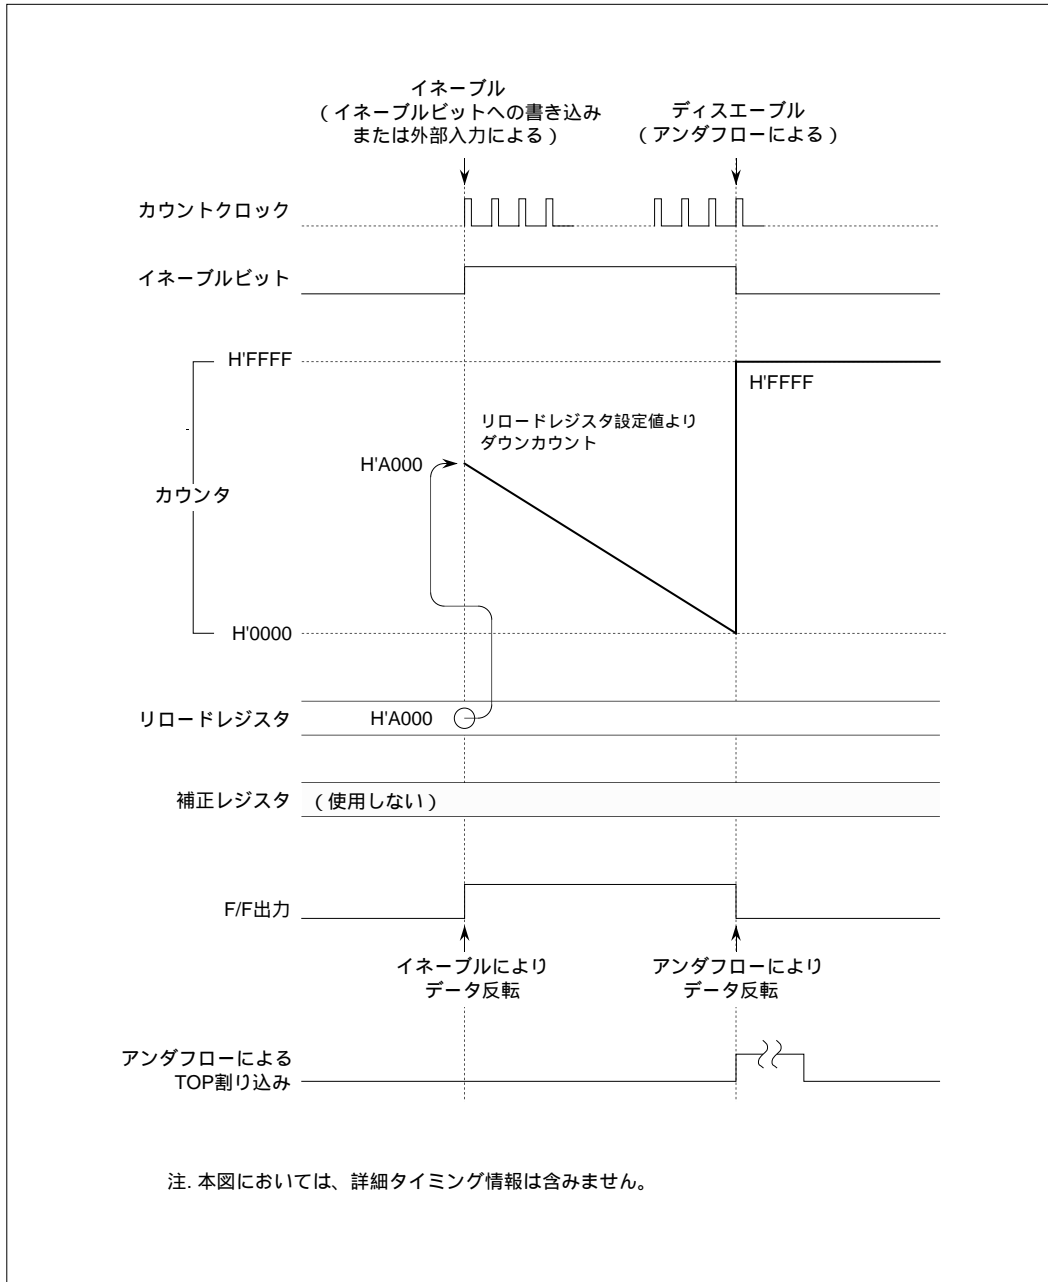 イネーブル
(イネーブルビットへの書き込み
または外部入力による)
ディスエーブル
(アンダフローによる)
カウントクロック
イネーブルビット
H'FFFF
H'FFFF
リロードレジスタ設定値より
ダウンカウント
H'A000
カウンタ
H'0000
リロードレジスタ
H'A000
補正レジスタ
(使用しない)
F/F出力
イネーブルにより
データ反転
アンダフローにより
データ反転
アンダフローによる
TOP割り込み
注. 本図においては、詳細タイミング情報は含みません。